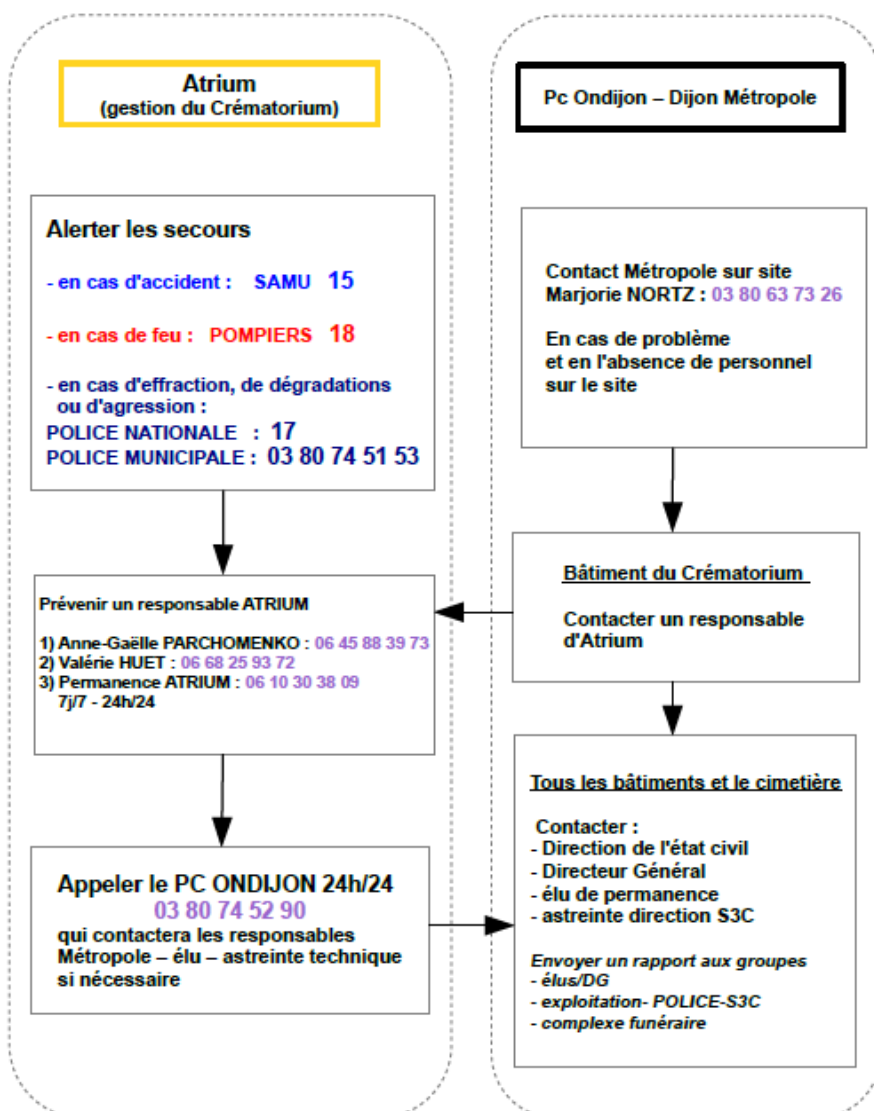 Atrium
(gestion du Crématorium)
Alerter les secours
- en cas d'accident : SAMU 15
- en cas de feu : POMPIERS 18
- en cas d'effraction, de dégradations
ou d'agression :
POLICE NATIONALE : 17
POLICE MUNICIPALE : 03 80 74 51 53
Prévenir un responsable ATRIUM
1) Anne-Gaëlle PARCHOMENKO : 06 45 88 39 73
2) Valérie HUET : 06 68 25 93 72
3) Permanence ATRIUM : 06 10 30 38 09
7j/7 - 24h/24
Appeler le PC ONDIJON 24h/24
03 80 74 52 90
qui contactera les responsables
Métropole – élu – astreinte technique
si nécessaire
Pc Ondijon – Dijon Métropole
Contact Métropole sur site
Marjorie NORTZ : 03 80 63 73 26
En cas de problème
et en l'absence de personnel
sur le site
Bâtiment du Crématorium
Contacter un responsable
d'Atrium
Tous les bâtiments et le cimetière
Contacter :
- Direction de l'état civil
- Directeur Général
- élu de permanence
- astreinte direction S3C
Envoyer un rapport aux groupes
- élus/DG
- exploitation- POLICE-S3C
- complexe funéraire